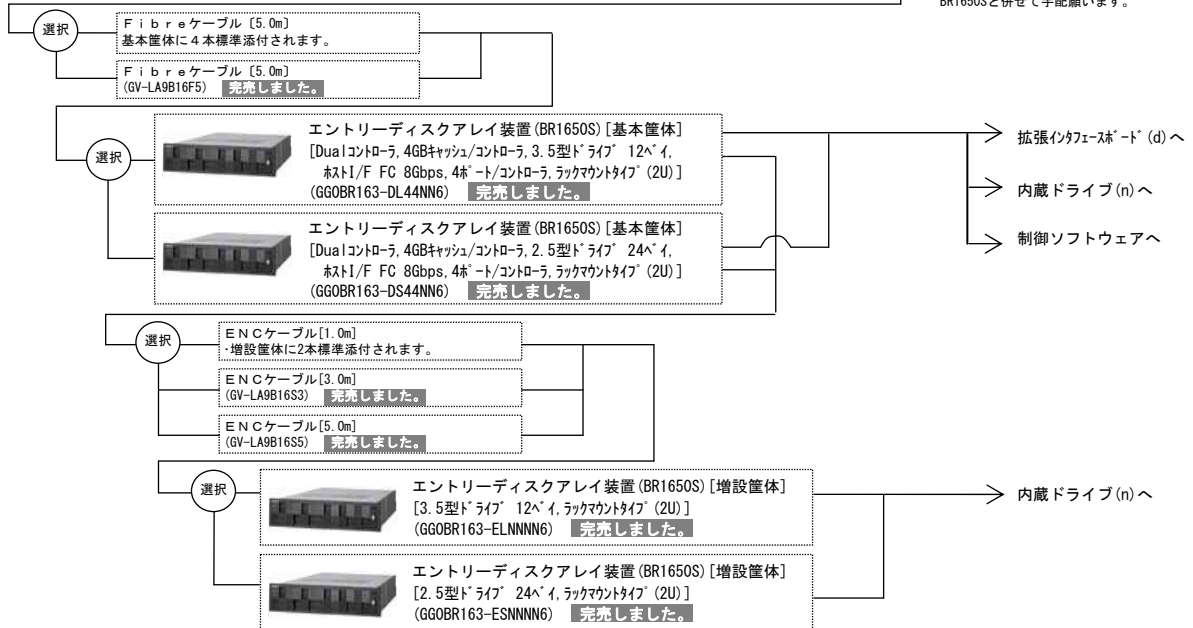 BR1650Sと併せて手配願います。
選択
Ｆｉｂｒｅケーブル〔5.0m〕
基本筐体に４本標準添付されます。
Ｆｉｂｒｅケーブル〔5.0m〕
(GV-LA9B16F5) 完売しました。
選択
エントリーディスクアレイ装置(BR1650S)[基本筐体]
[Dualｺﾝﾄﾛｰﾗ,4GBｷｬｯｼｭ/ｺﾝﾄﾛｰﾗ,3.5型ﾄﾞﾗｲﾌﾞ 12ﾍﾞｲ,
ﾎｽﾄI/F FC 8Gbps,4ﾎﾟｰﾄ/ｺﾝﾄﾛｰﾗ,ﾗｯｸﾏｳﾝﾄﾀｲﾌﾟ(2U)]
(GG0BR163-DL44NN6) 完売しました。
エントリーディスクアレイ装置(BR1650S)[基本筐体]
[Dualｺﾝﾄﾛｰﾗ,4GBｷｬｯｼｭ/ｺﾝﾄﾛｰﾗ,2.5型ﾄﾞﾗｲﾌﾞ 24ﾍﾞｲ,
ﾎｽﾄI/F FC 8Gbps,4ﾎﾟｰﾄ/ｺﾝﾄﾛｰﾗ,ﾗｯｸﾏｳﾝﾄﾀｲﾌﾟ(2U)]
(GG0BR163-DS44NN6) 完売しました。
拡張ｲﾝﾀﾌｪｰｽﾎﾞｰﾄﾞ(d)へ
内蔵ドライブ(n)へ
制御ソフトウェアへ
選択
ＥＮＣケーブル[1.0m]
･増設筐体に2本標準添付されます。
ＥＮＣケーブル[3.0m]
(GV-LA9B16S3) 完売しました。
ＥＮＣケーブル[5.0m]
(GV-LA9B16S5) 完売しました。
選択
エントリーディスクアレイ装置(BR1650S)[増設筐体]
[3.5型ﾄﾞﾗｲﾌﾞ 12ﾍﾞｲ,ﾗｯｸﾏｳﾝﾄﾀｲﾌﾟ(2U)]
(GG0BR163-ELNNNN6) 完売しました。
エントリーディスクアレイ装置(BR1650S)[増設筐体]
[2.5型ﾄﾞﾗｲﾌﾞ 24ﾍﾞｲ,ﾗｯｸﾏｳﾝﾄﾀｲﾌﾟ(2U)]
(GG0BR163-ESNNNN6) 完売しました。
内蔵ドライブ(n)へ